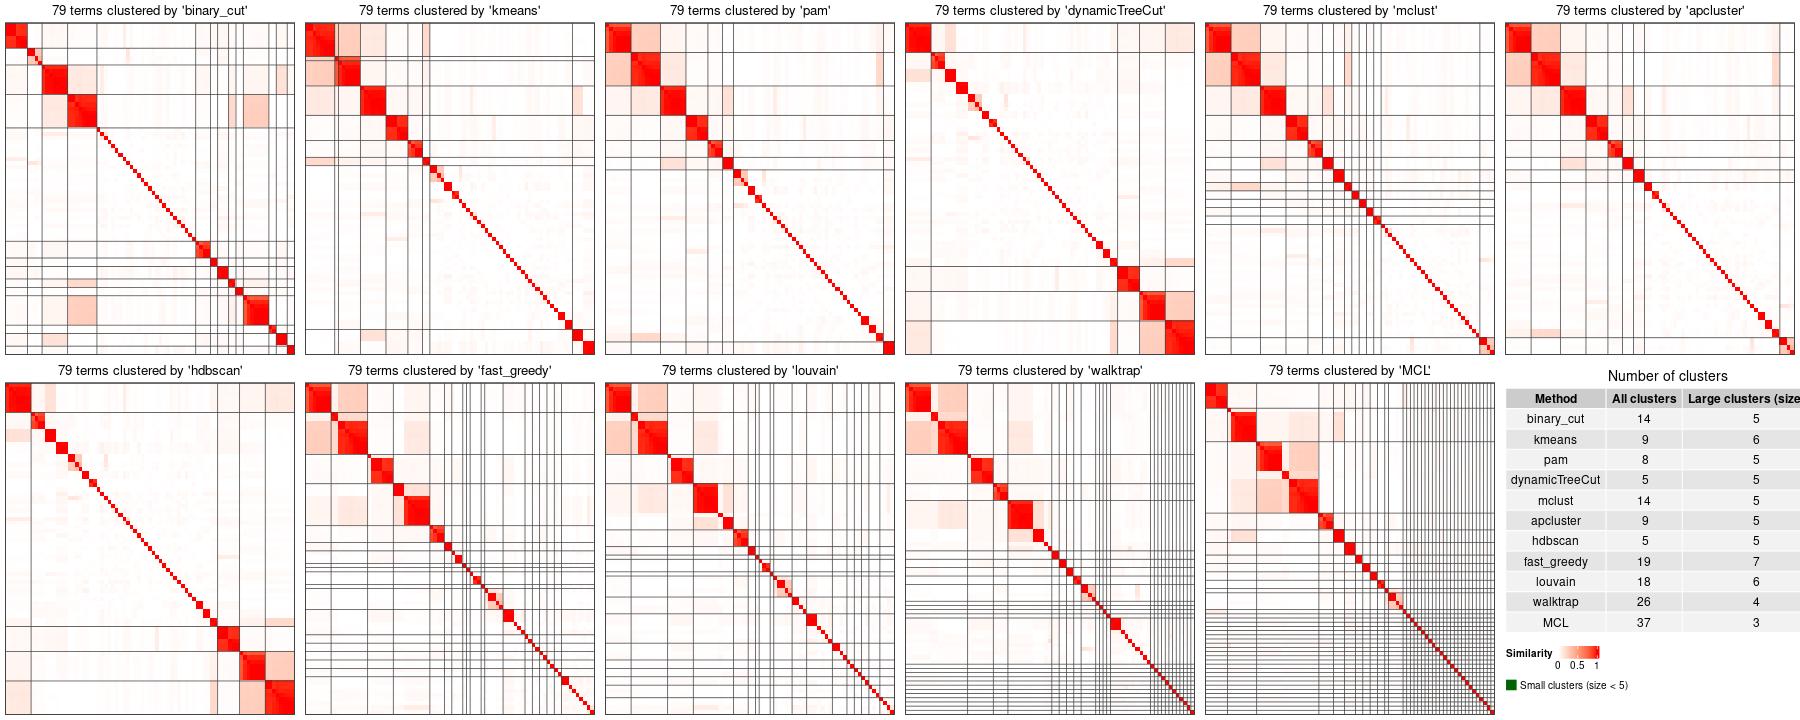 79 terms clustered by 'binary_cut'
79 terms clustered by 'kmeans'
79 terms clustered by 'pam'
79 terms clustered by 'dynamicTreeCut'
79 terms clustered by 'mclust'
79 terms clustered by 'apcluster'
79 terms clustered by 'hdbscan'
79 terms clustered by 'fast_greedy'
79 terms clustered by 'louvain'
79 terms clustered by 'walktrap'
79 terms clustered by 'MCL'
Number of clusters
Method All clusters Large clusters (size
binary_cut 14 5
kmeans 9 6
pam 8 5
dynamicTreeCut 5 5
mclust 14 5
apcluster 9 5
hdbscan 5 5
fast_greedy 19 7
louvain 18 6
walktrap 26 4
MCL 37 3
Similarity
0 0.5 1
Small clusters (size < 5)